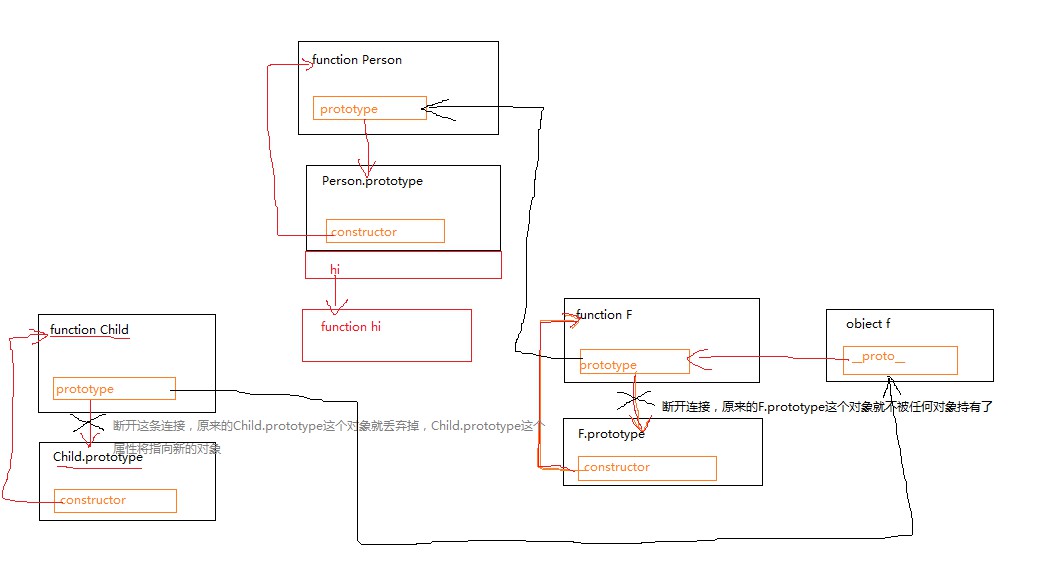 function Person
prototype
Person.prototype
constructor
hi
function hi
function Child
prototype
断开这条连接，原来的Child.prototype这个对象就丢弃掉，Child.prototype这个
属性将指向新的对象
Child.prototype
constructor
function F
prototype
断开连接，原来的F.prototype这个对象就不被任何对象持有了
F.prototype
constructor
object f
__proto__